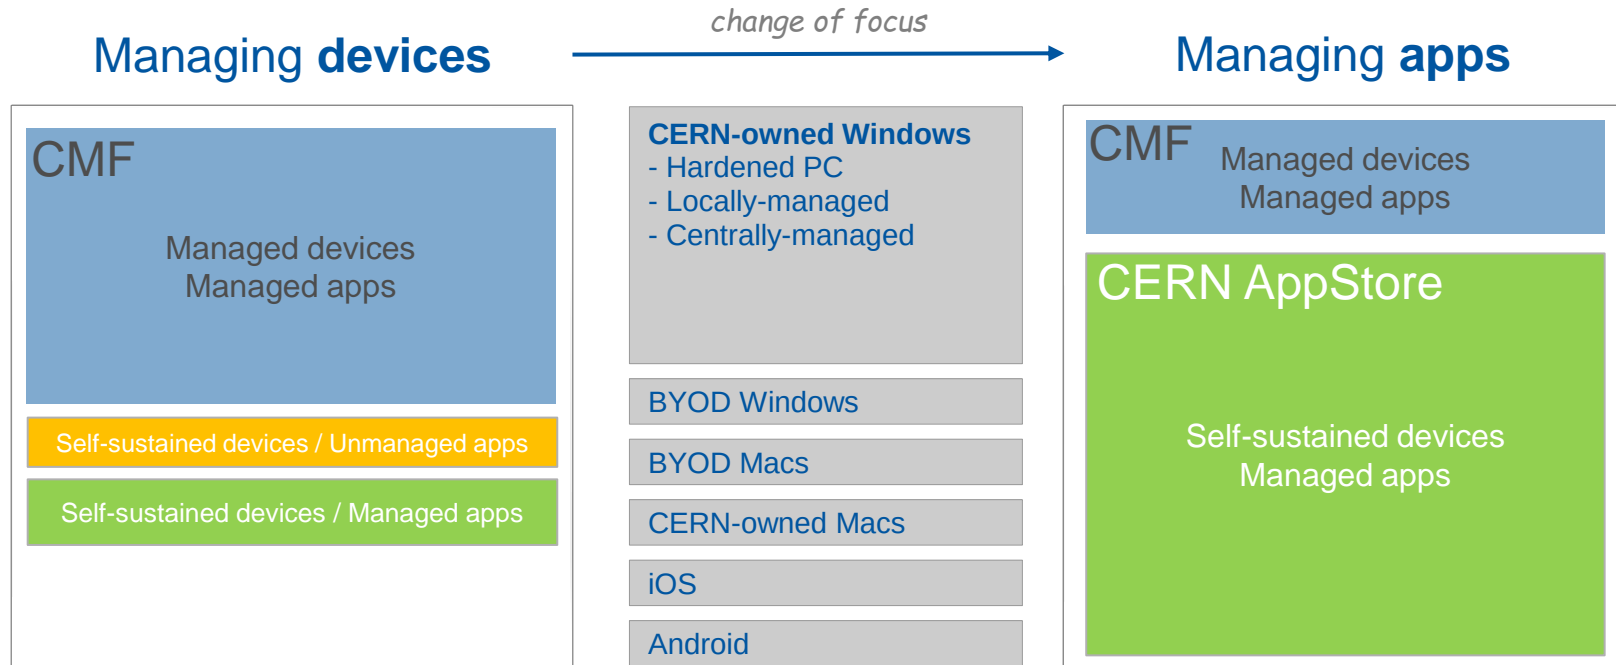 change of focus
Managing devices
Managing apps
CMF
Managed devices
Managed apps
Self-sustained devices / Unmanaged apps
Self-sustained devices / Managed apps
CERN-owned Windows
- Hardened PC
- Locally-managed
- Centrally-managed
BYOD Windows
BYOD Macs
CERN-owned Macs
iOS
Android
CMF
Managed devices
Managed apps
CERN AppStore
Self-sustained devices
Managed apps